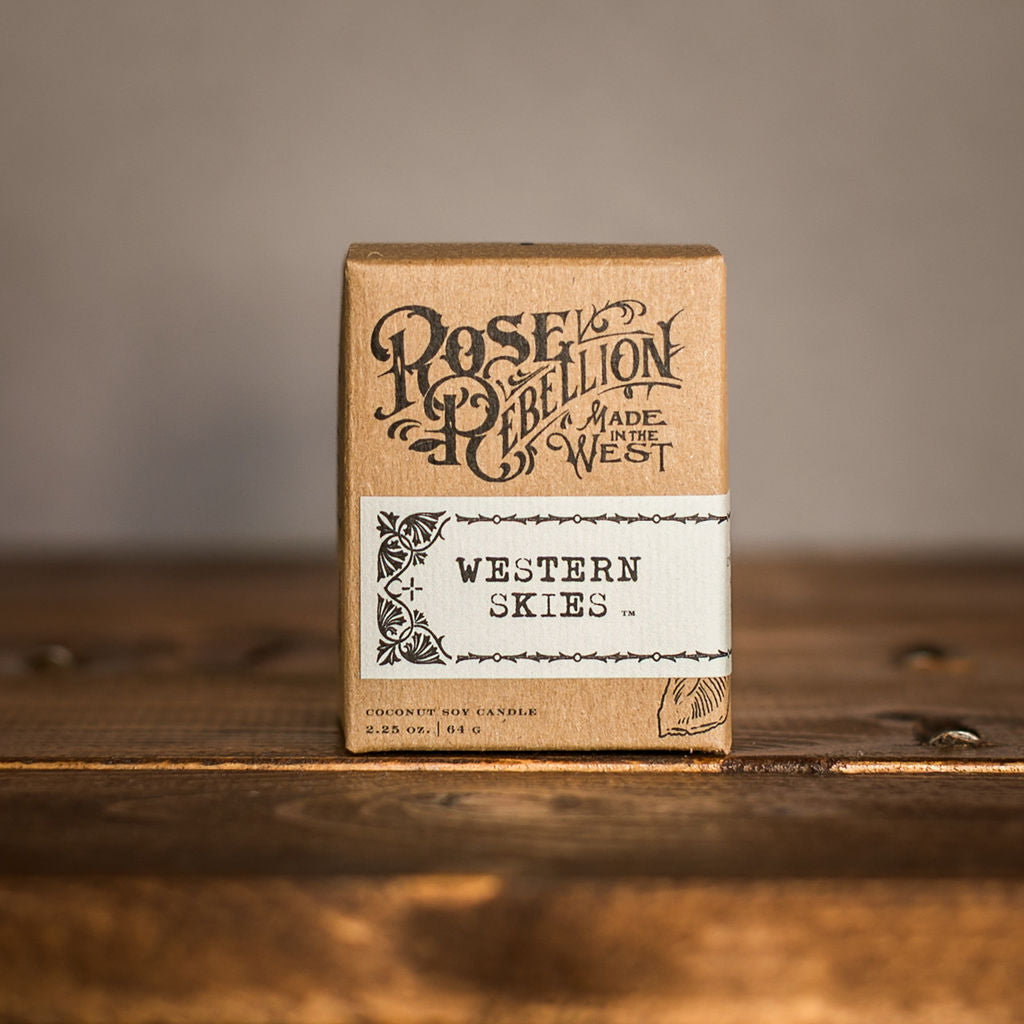 ROSE
REBELLION
MADE
IN THE
WEST
WESTERN
SKIES ™
COCONUT SOY CANDLE
2.25 OZ. | 64 G